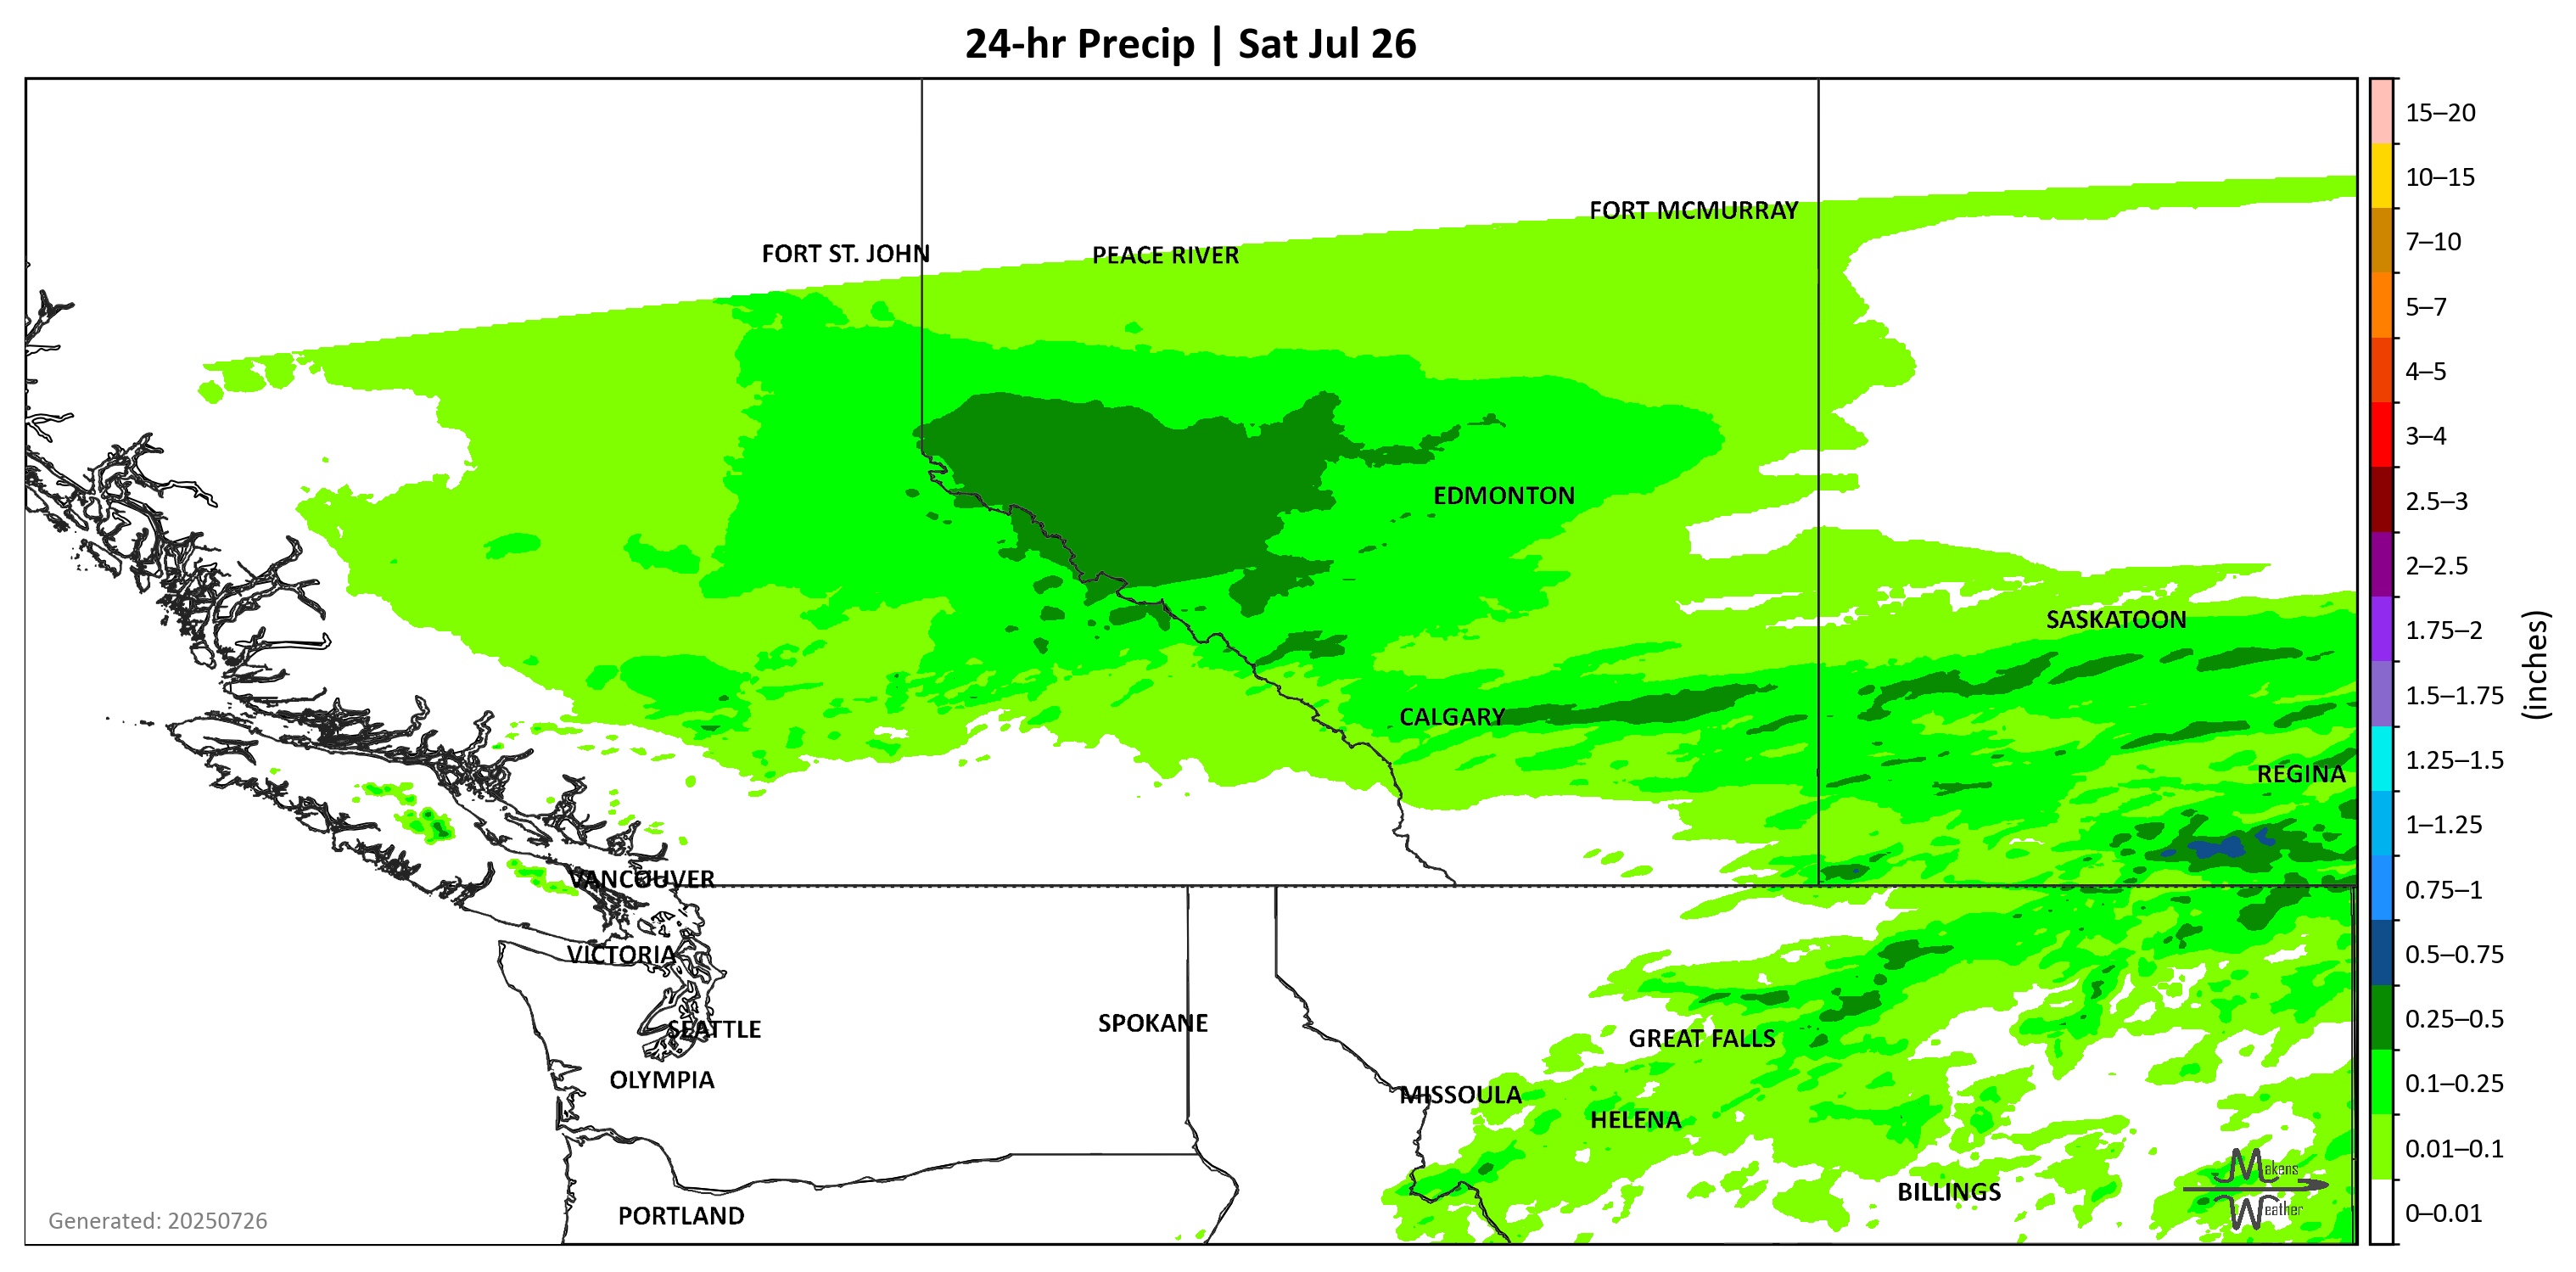 24-hr Precip | Sat Jul 26
15–20
10–15
7–10
5–7
4–5
3–4
2.5–3
2–2.5
1.75–2
1.5–1.75
1.25–1.5
1–1.25
0.75–1
0.5–0.75
0.25–0.5
0.1–0.25
0.01–0.1
0–0.01
(inches)
FORT MCMURRAY
FORT ST. JOHN
PEACE RIVER
EDMONTON
SASKATOON
CALGARY
REGINA
VANCOUVER
VICTORIA
SPOKANE
SEATTLE
GREAT FALLS
OLYMPIA
MISSOULA
HELENA
BILLINGS
PORTLAND
Makens
Weather
Generated: 20250726